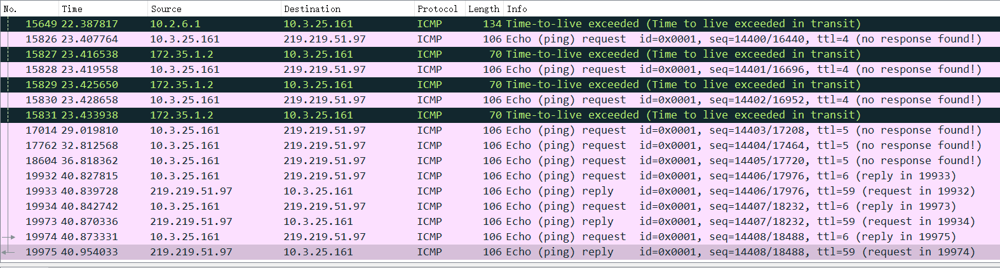 No. Time Source Destination Protocol Length Info
15649 22.387817 10.2.6.1 10.3.25.161 ICMP 134 Time-to-live exceeded (Time to live exceeded in transit)
15826 23.407764 10.3.25.161 219.219.51.97 ICMP 106 Echo (ping) request id=0x0001, seq=14400/16440, ttl=4 (no response found!)
15827 23.416538 172.35.1.2 10.3.25.161 ICMP 70 Time-to-live exceeded (Time to live exceeded in transit)
15828 23.419558 10.3.25.161 219.219.51.97 ICMP 106 Echo (ping) request id=0x0001, seq=14401/16696, ttl=4 (no response found!)
15829 23.425650 172.35.1.2 10.3.25.161 ICMP 70 Time-to-live exceeded (Time to live exceeded in transit)
15830 23.428658 10.3.25.161 219.219.51.97 ICMP 106 Echo (ping) request id=0x0001, seq=14402/16952, ttl=4 (no response found!)
15831 23.433938 172.35.1.2 10.3.25.161 ICMP 70 Time-to-live exceeded (Time to live exceeded in transit)
17014 29.019810 10.3.25.161 219.219.51.97 ICMP 106 Echo (ping) request id=0x0001, seq=14403/17208, ttl=5 (no response found!)
17762 32.812568 10.3.25.161 219.219.51.97 ICMP 106 Echo (ping) request id=0x0001, seq=14404/17464, ttl=5 (no response found!)
18604 36.818362 10.3.25.161 219.219.51.97 ICMP 106 Echo (ping) request id=0x0001, seq=14405/17720, ttl=5 (no response found!)
19932 40.827815 10.3.25.161 219.219.51.97 ICMP 106 Echo (ping) request id=0x0001, seq=14406/17976, ttl=6 (reply in 19933)
19933 40.839728 219.219.51.97 10.3.25.161 ICMP 106 Echo (ping) reply id=0x0001, seq=14406/17976, ttl=59 (request in 19932)
19934 40.842742 10.3.25.161 219.219.51.97 ICMP 106 Echo (ping) request id=0x0001, seq=14407/18232, ttl=6 (reply in 19973)
19973 40.870336 219.219.51.97 10.3.25.161 ICMP 106 Echo (ping) reply id=0x0001, seq=14407/18232, ttl=59 (request in 19934)
19974 40.873331 10.3.25.161 219.219.51.97 ICMP 106 Echo (ping) request id=0x0001, seq=14408/18488, ttl=6 (reply in 19975)
19975 40.954033 219.219.51.97 10.3.25.161 ICMP 106 Echo (ping) reply id=0x0001, seq=14408/18488, ttl=59 (request in 19974)